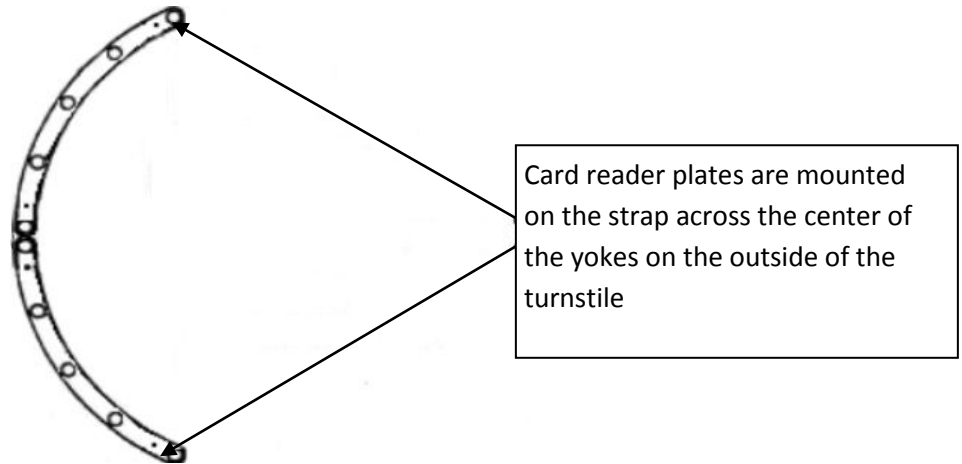 Card reader plates are mounted
on the strap across the center of
the yokes on the outside of the
turnstile